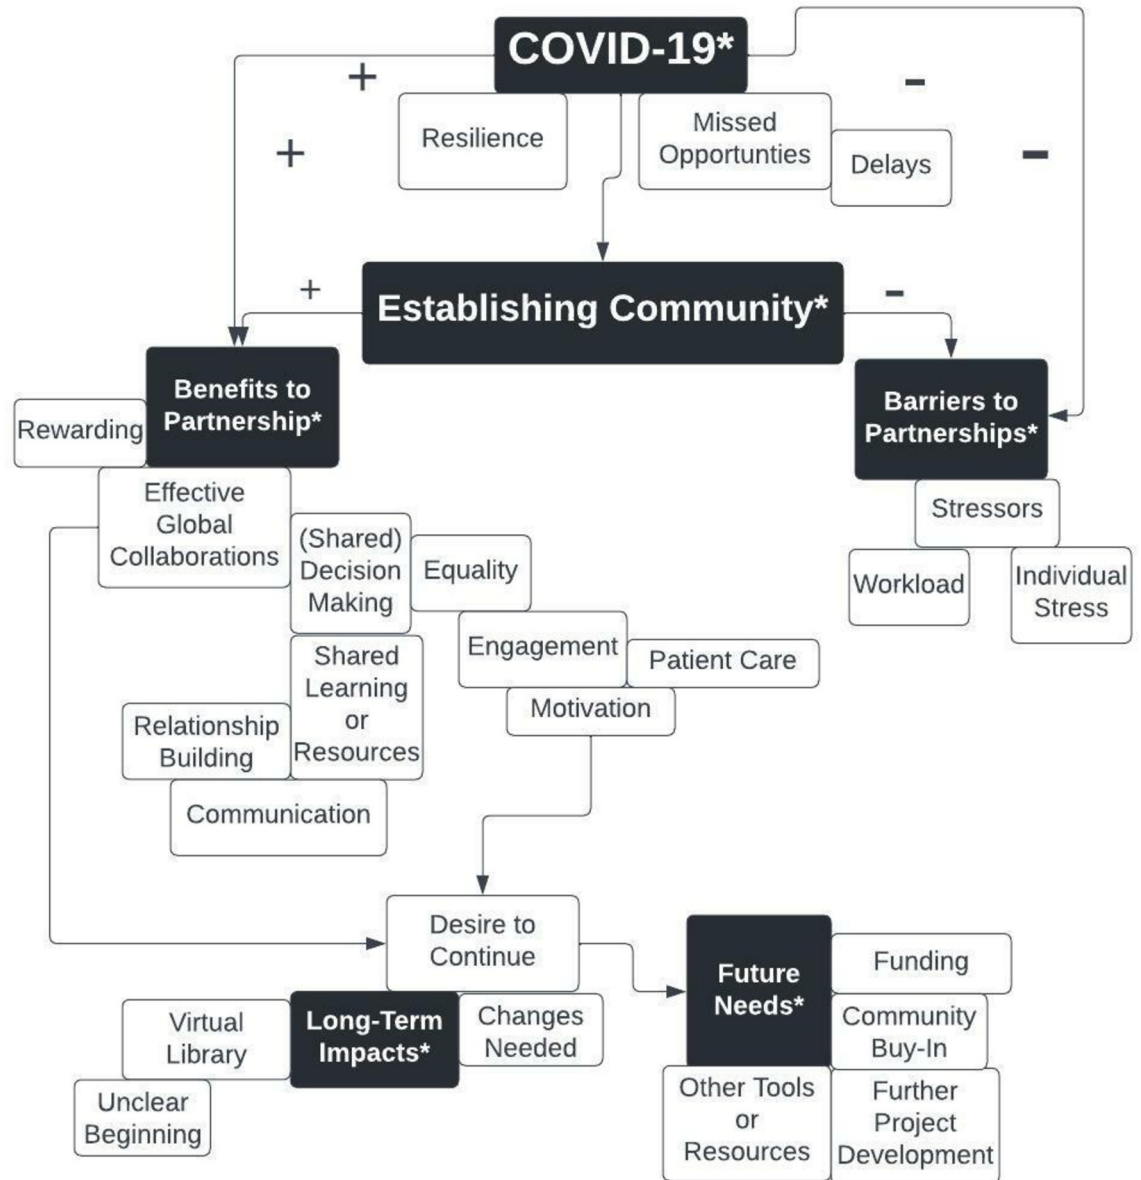 COVID-19*
+
-
Resilience
Missed
Opportunties
Delays
+
-
Establishing Community*
+
-
Benefits to
Partnership*
Barriers to
Partnerships*
Rewarding
Effective
Global
Collaborations
(Shared)
Decision
Making
Equality
Stressors
Workload
Individual
Stress
Engagement
Patient Care
Motivation
Shared
Learning
or
Resources
Relationship
Building
Communication
Desire to
Continue
Long-Term
Impacts*
Changes
Needed
Virtual
Library
Unclear
Beginning
Future
Needs*
Funding
Community
Buy-In
Other Tools
or
Resources
Further
Project
Development